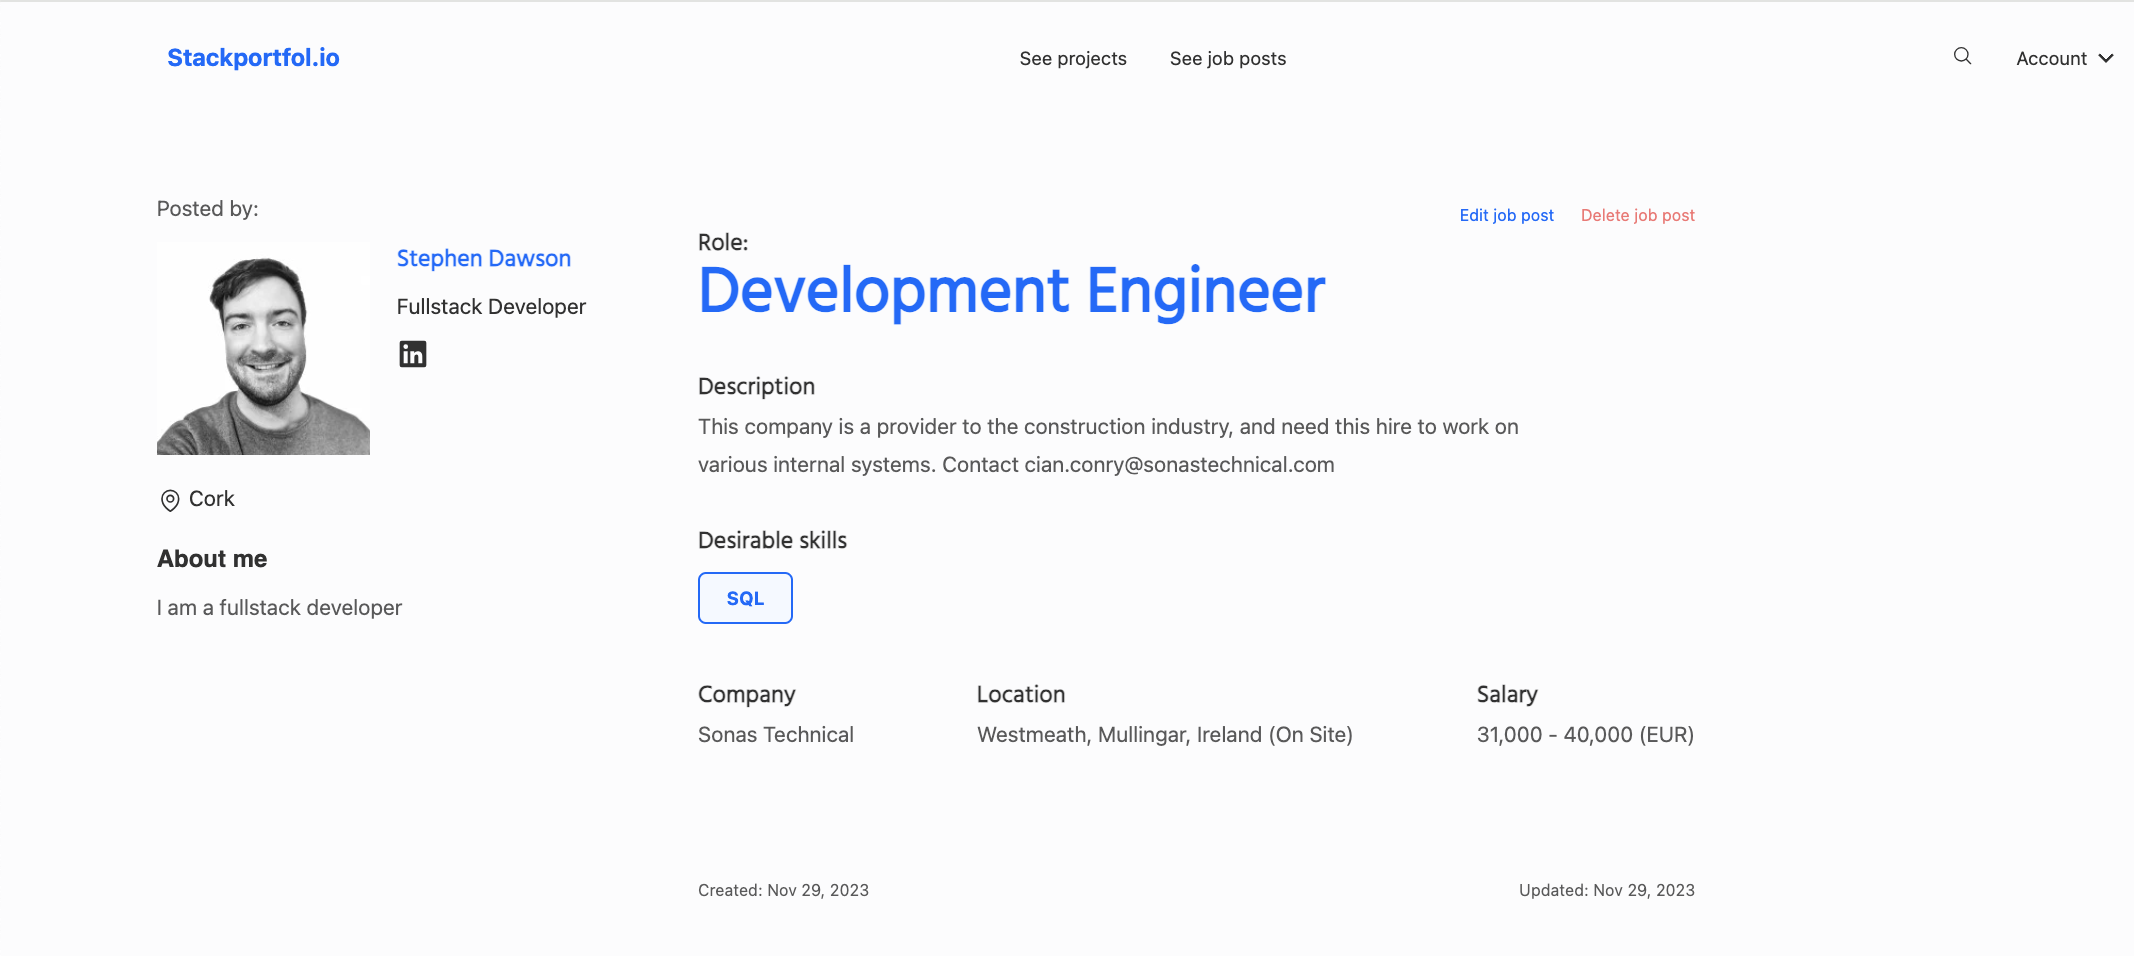 Stackportfol.io
See projects
See job posts
Account
Posted by:
Stephen Dawson
Fullstack Developer
in
Cork
About me
I am a fullstack developer
Edit job post
Delete job post
Role:
Development Engineer
Description
This company is a provider to the construction industry, and need this hire to work on
various internal systems. Contact cian.conry@sonastechnical.com
Desirable skills
SQL
Company
Sonas Technical
Location
Westmeath, Mullingar, Ireland (On Site)
Salary
31,000 - 40,000 (EUR)
Created: Nov 29, 2023
Updated: Nov 29, 2023